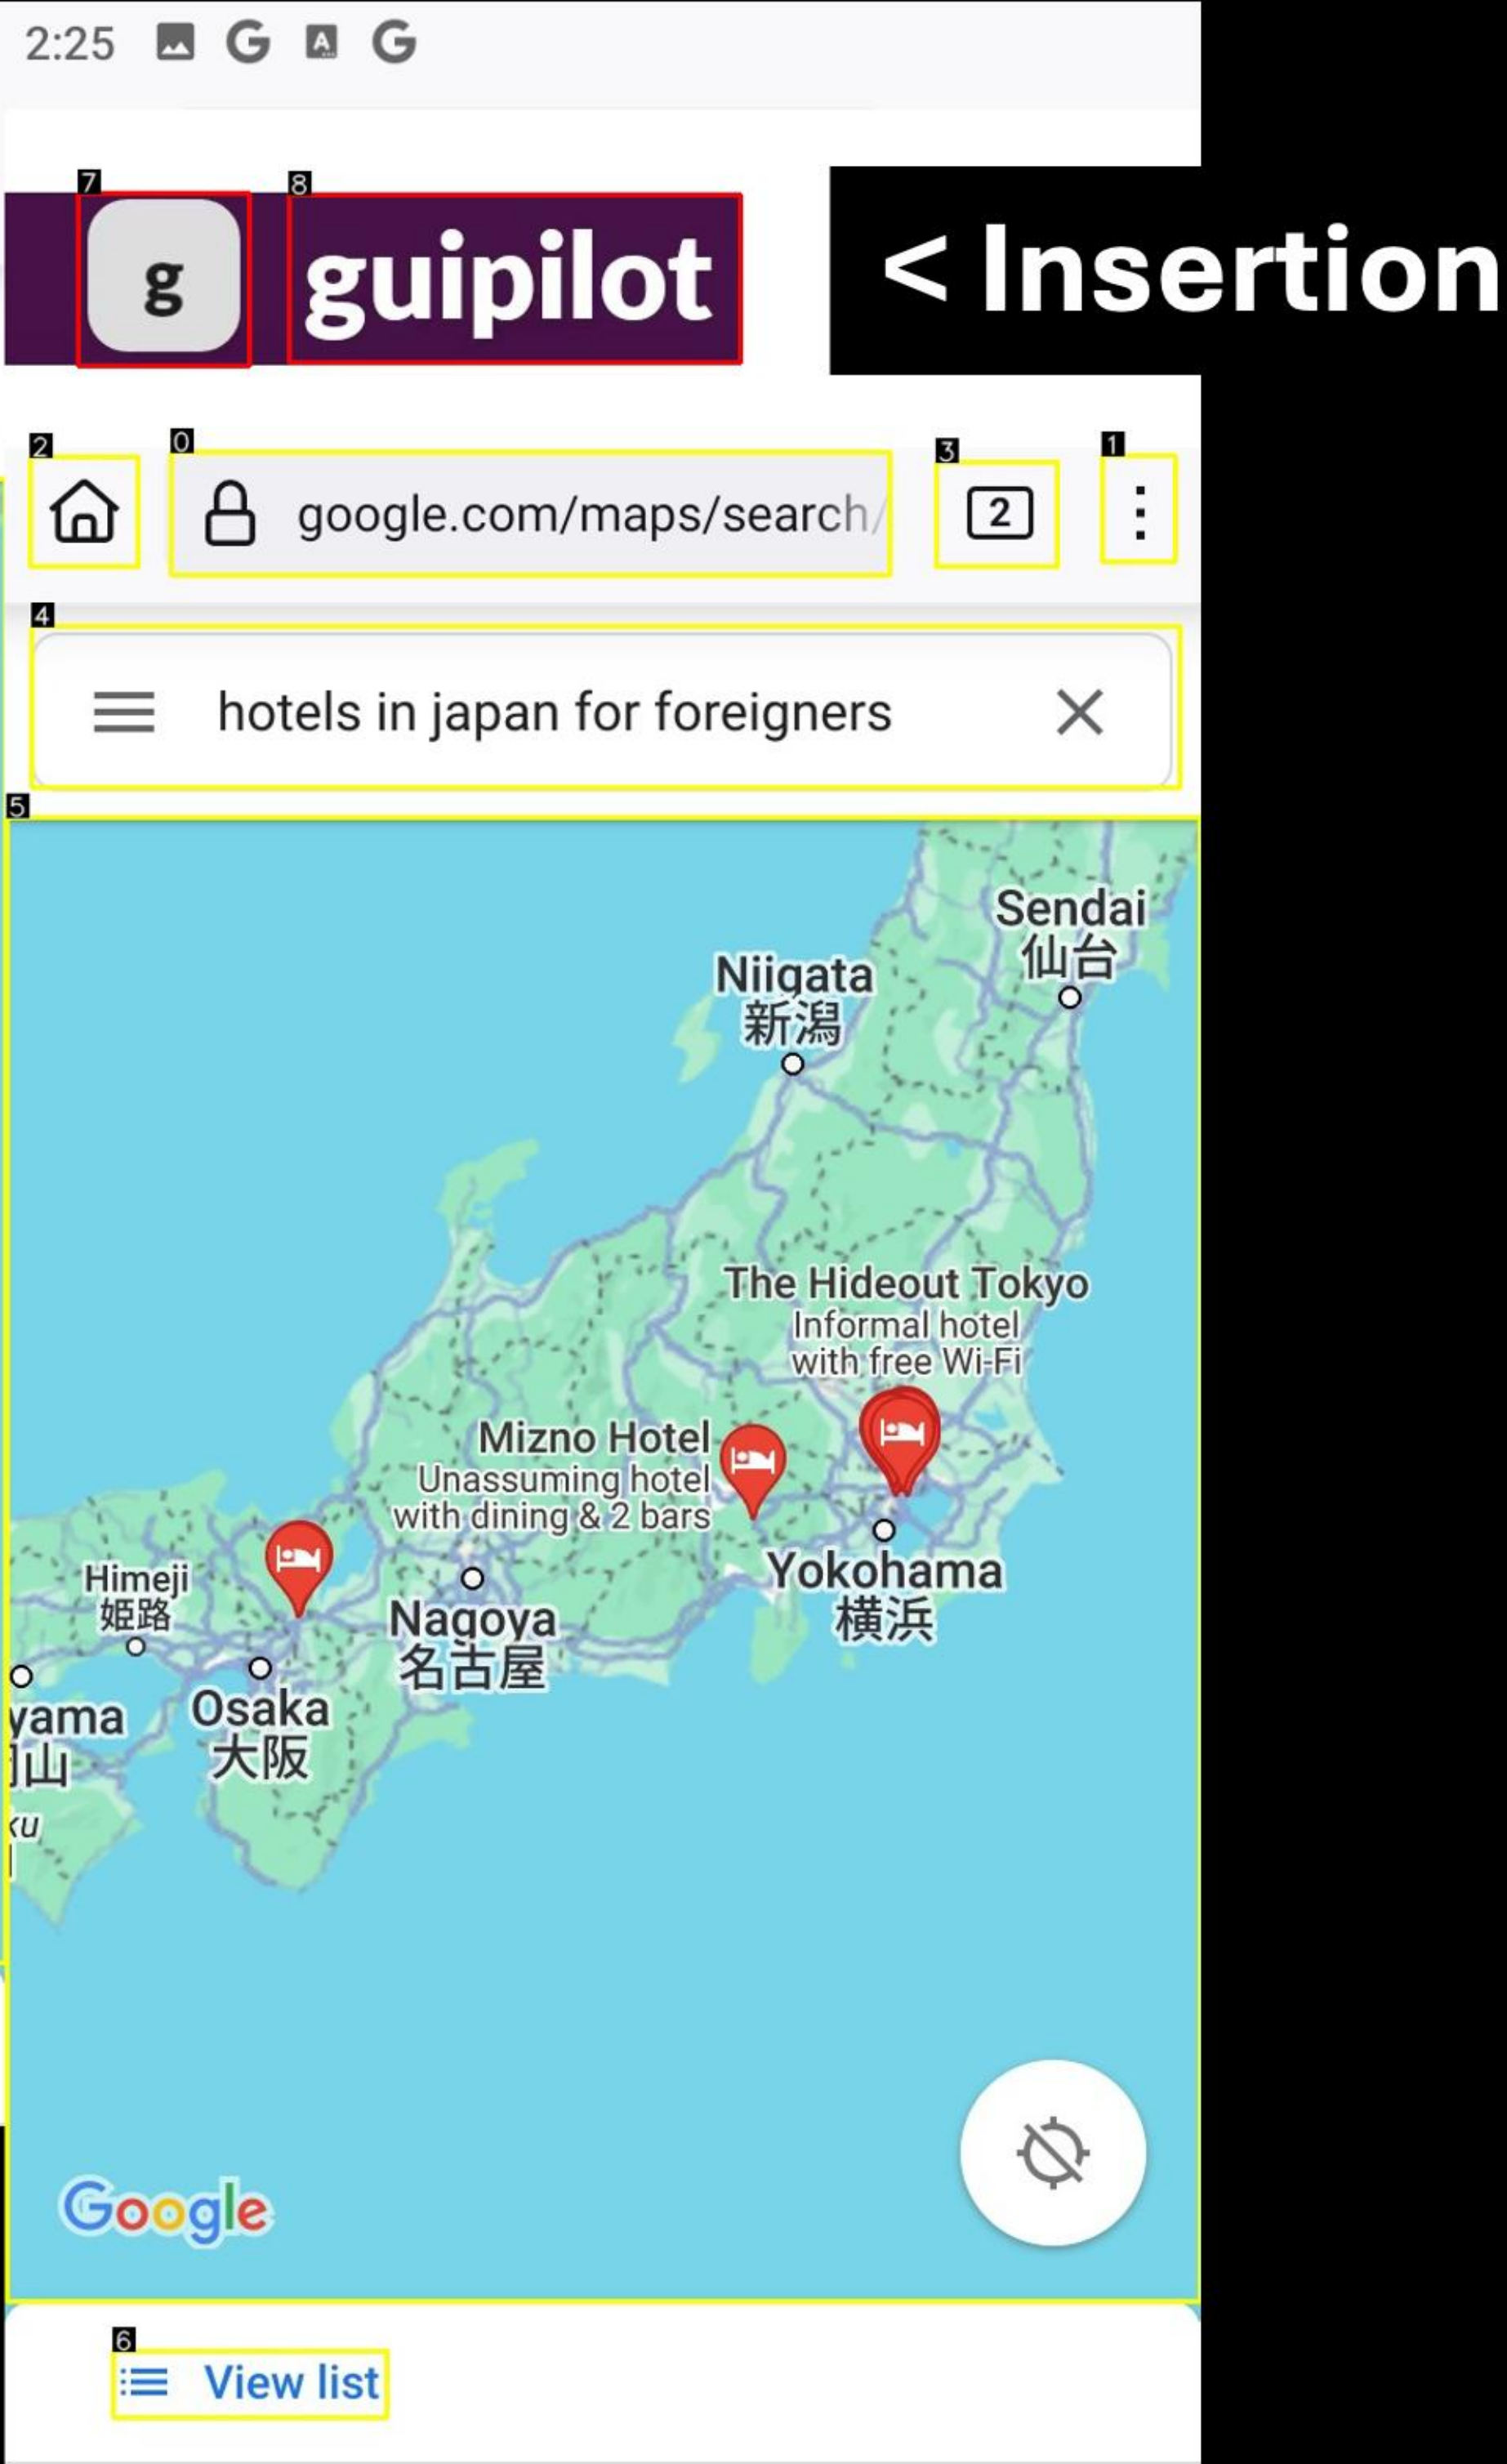 2:25
7
8
g
guipilot
< Insertion
2
0
3
1
google.com/maps/search/
2
4
hotels in japan for foreigners
5
Sendai
仙台
Niigata
新潟
The Hideout Tokyo
Informal hotel
with free Wi-Fi
Mizno Hotel
Unassuming hotel
with dining & 2 bars
Yokohama
横浜
Himeji
姫路
Nagoya
名古屋
Osaka
大阪
yama
山
ku
Google
6
View list